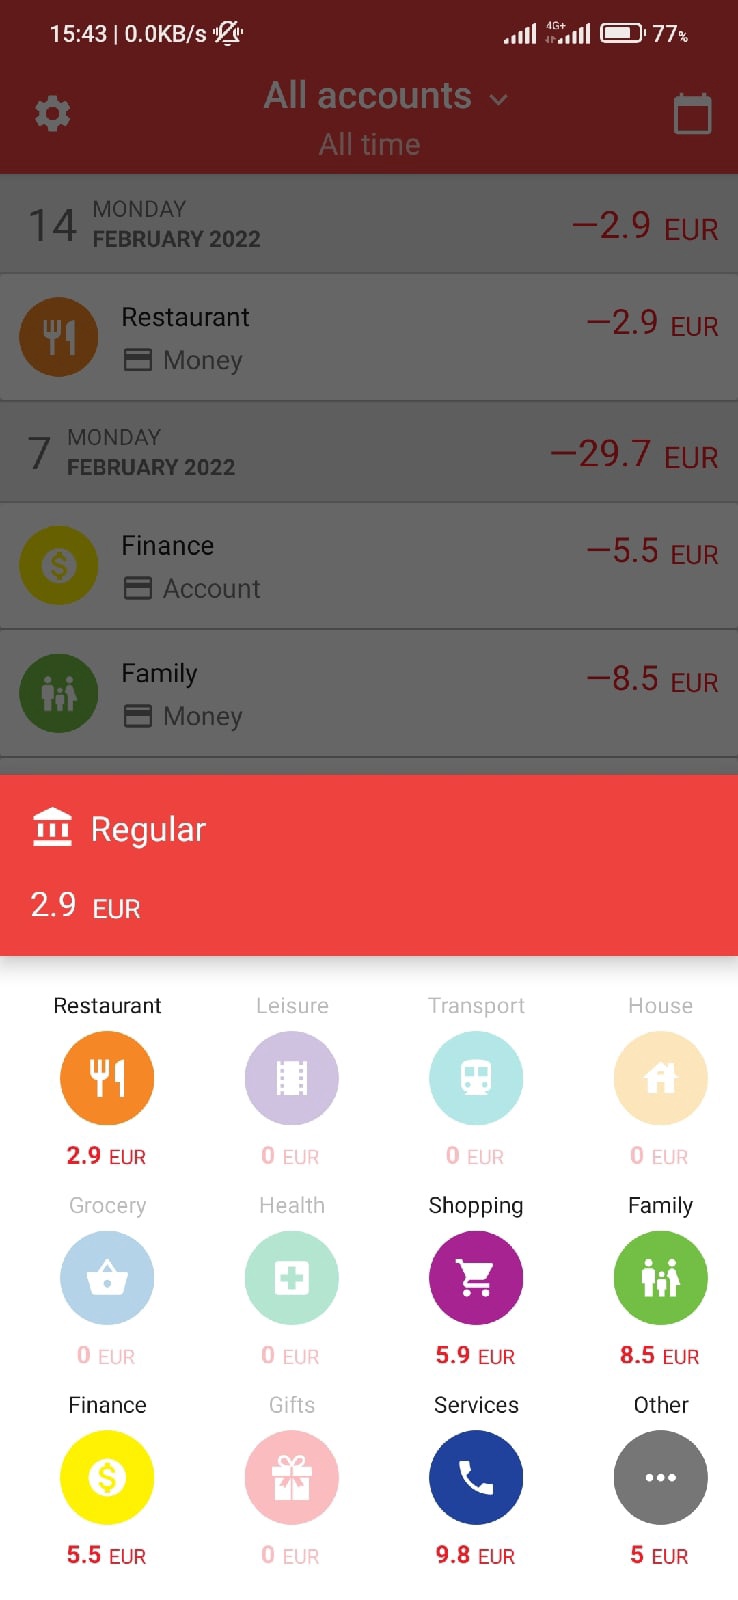 15:43 | 0.0KB/s 4G+ 77%
All accounts
All time
14 MONDAY
FEBRUARY 2022
−2.9 EUR
Restaurant
Money
−2.9 EUR
7 MONDAY
FEBRUARY 2022
−29.7 EUR
Finance
Account
−5.5 EUR
Family
Money
−8.5 EUR
Regular
2.9 EUR
Restaurant Leisure Transport House
2.9 EUR 0 EUR 0 EUR 0 EUR
Grocery Health Shopping Family
0 EUR 0 EUR 5.9 EUR 8.5 EUR
Finance Gifts Services Other
5.5 EUR 0 EUR 9.8 EUR 5 EUR